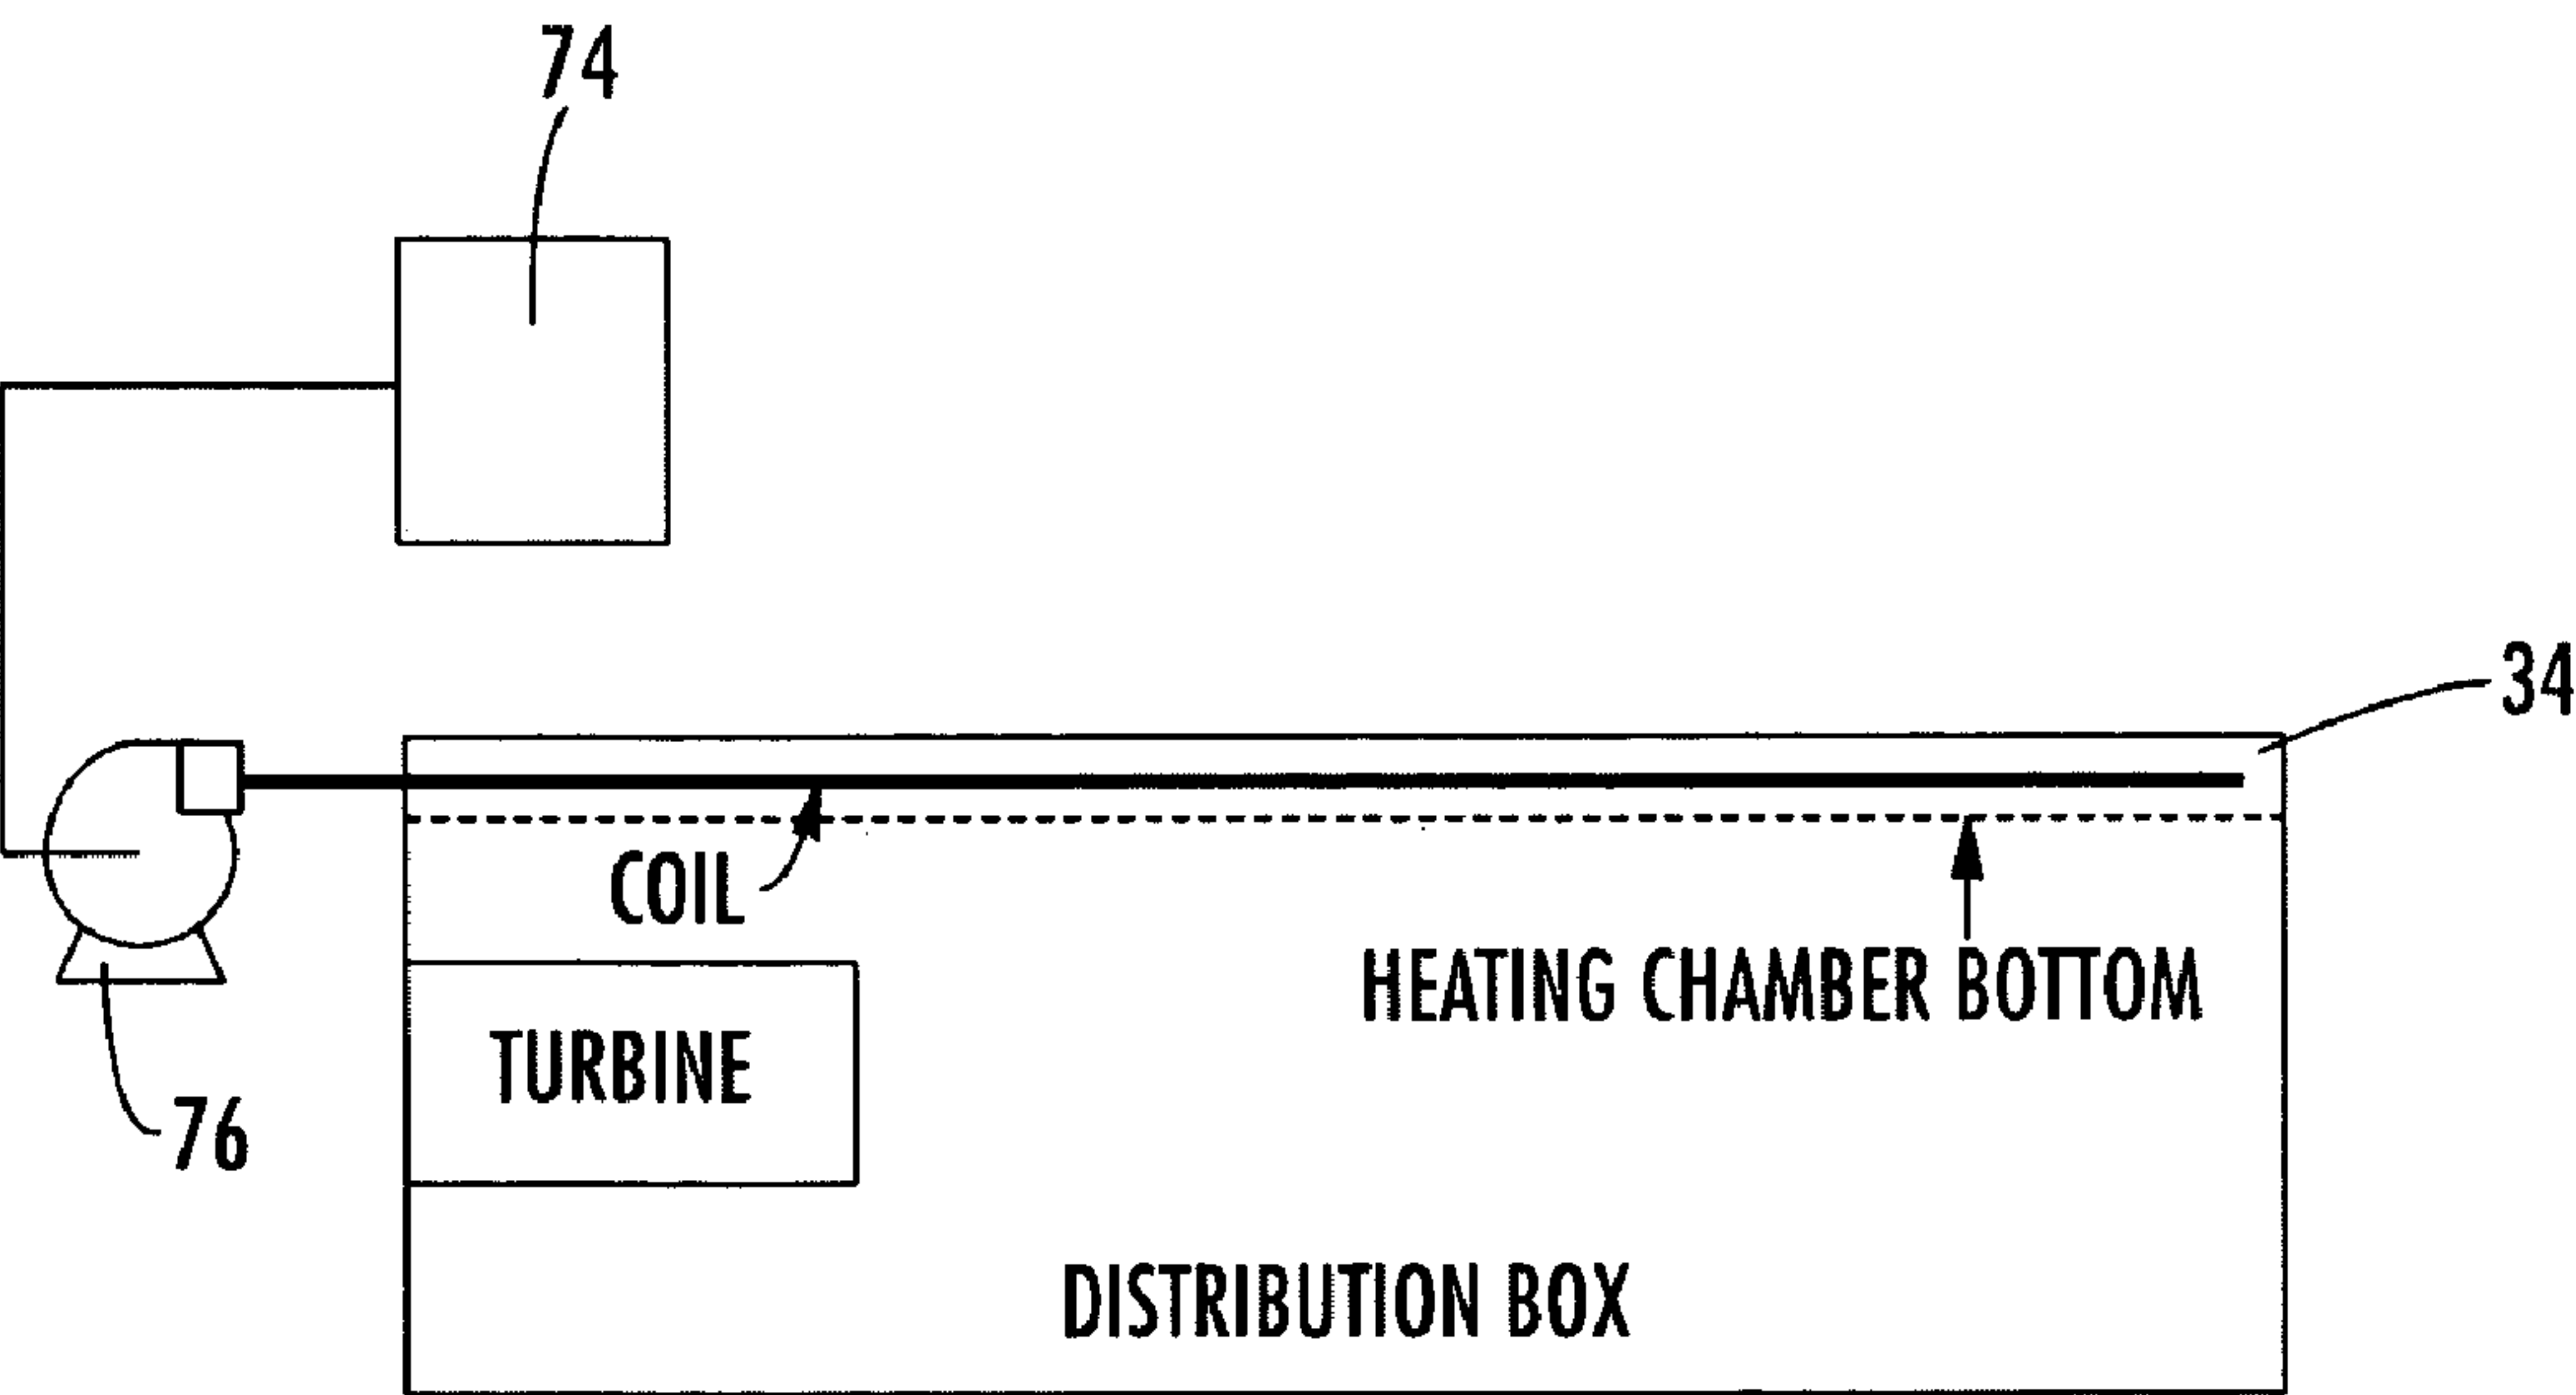 74
34
COIL
HEATING CHAMBER BOTTOM
TURBINE
76
DISTRIBUTION BOX